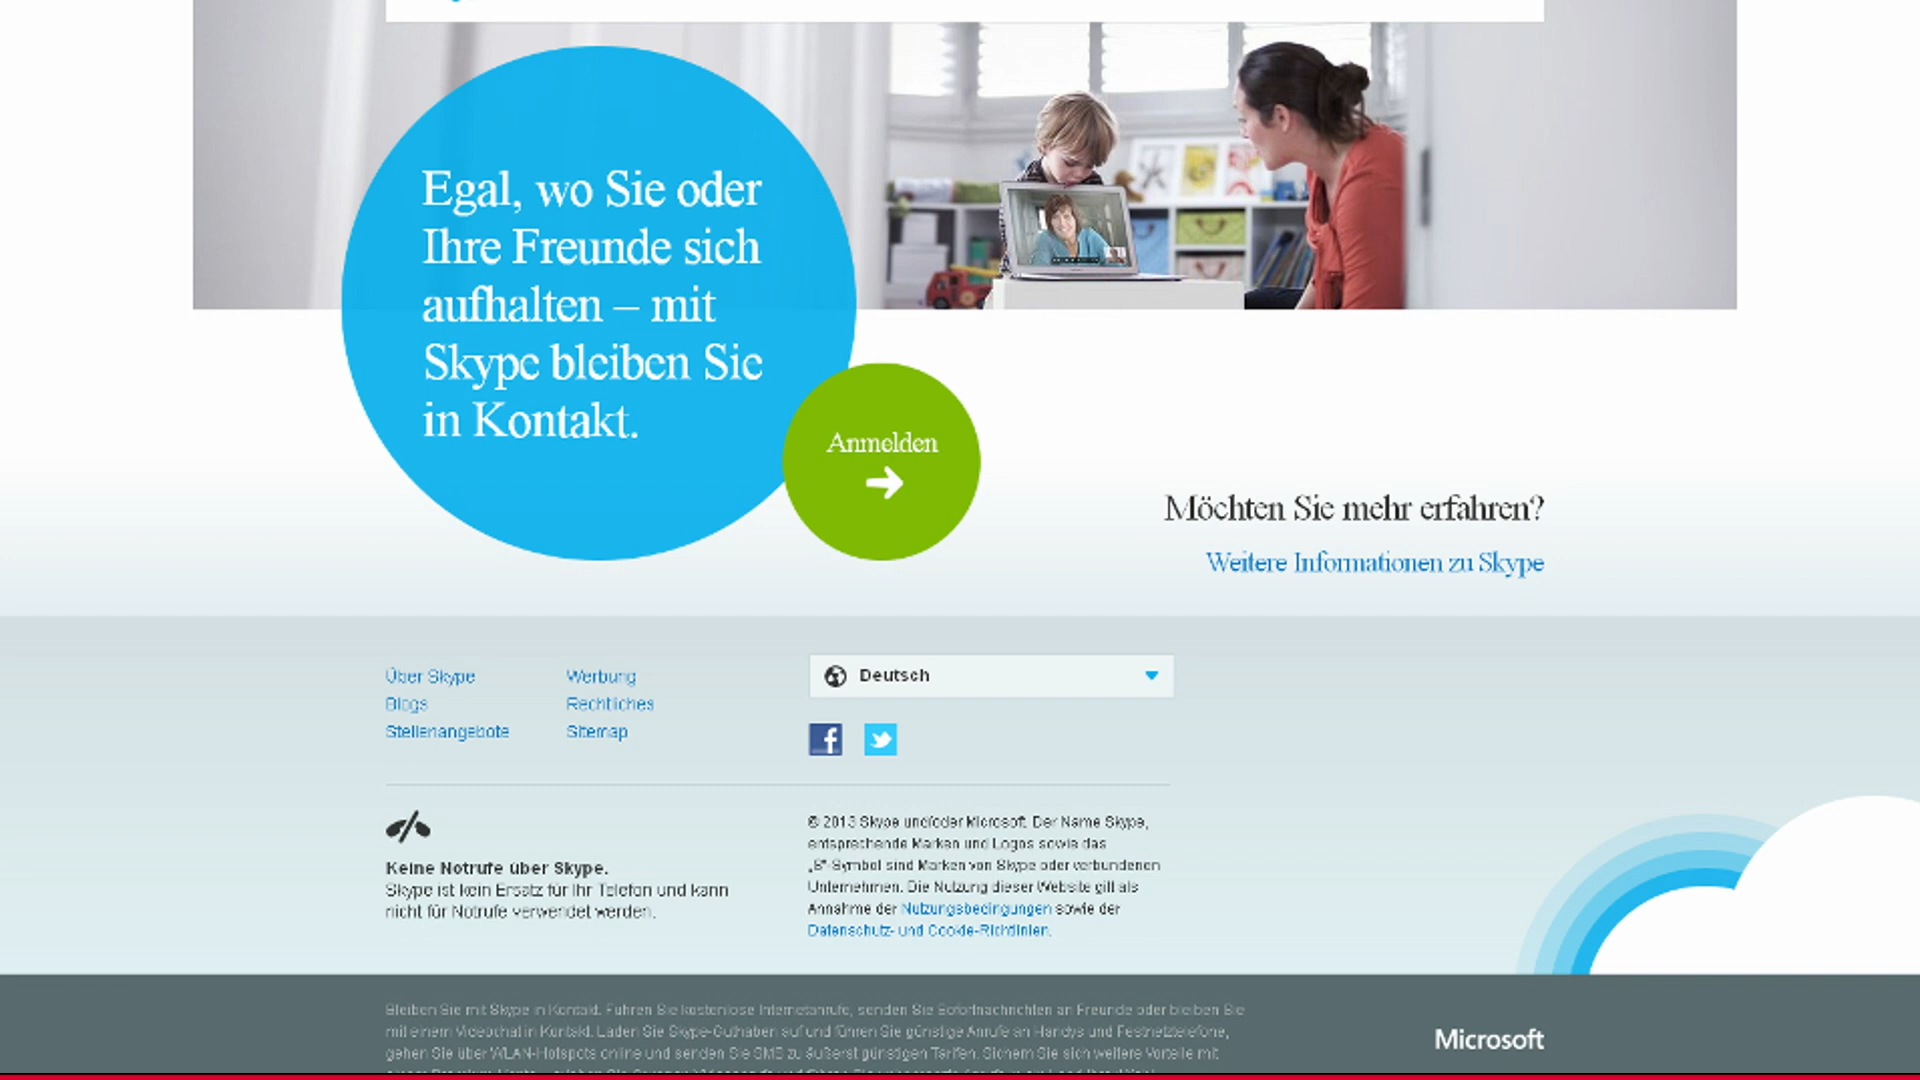 Egal, wo Sie oder
Ihre Freunde sich
aufhalten – mit
Skype bleiben Sie
in Kontakt.
Anmelden
Möchten Sie mehr erfahren?
Weitere Informationen zu Skype
Über Skype
Blogs
Stellenangebote
Werbung
Rechtliches
Sitemap
Deutsch
Keine Notrufe über Skype.
Skype ist kein Ersatz für Ihr Telefon und kann
nicht für Notrufe verwendet werden.
© 2013 Skype und/oder Microsoft. Der Name Skype,
entsprechende Marken und Logos sowie das
„S“-Symbol sind Marken von Skype oder verbundenen
Unternehmen. Die Nutzung dieser Website gilt als
Annahme der Nutzungsbedingungen sowie der
Datenschutz- und Cookie-Richtlinien.
Bleiben Sie mit Skype in Kontakt. Führen Sie kostenlose Internetanrufe, senden Sie Sofortnachrichten an Freunde oder bleiben Sie
mit einem Videochat in Kontakt. Laden Sie Skype-Guthaben auf und führen Sie günstige Anrufe an Handys und Festnetztelefone,
gehen Sie über WLAN-Hotspots online und senden Sie SMS zu äußerst günstigen Tarifen. Sichern Sie sich weitere Vorteile mit
Microsoft